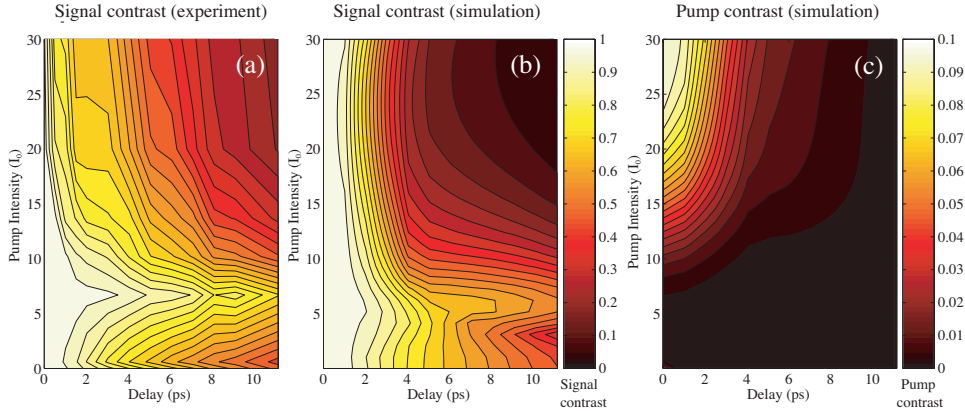 Signal contrast (experiment)
Signal contrast (simulation)
Pump contrast (simulation)
(a)
(b)
(c)
Pump Intensity (I₀)
30
25
20
15
10
5
0
0 2 4 6 8 10
Delay (ps)
Pump Intensity (I₀)
30
25
20
15
10
5
0
0 2 4 6 8 10
Delay (ps)
1
0.9
0.8
0.7
0.6
0.5
0.4
0.3
0.2
0.1
0
Signal
contrast
Pump Intensity (I₀)
30
25
20
15
10
5
0
0 2 4 6 8 10
Delay (ps)
0.1
0.09
0.08
0.07
0.06
0.05
0.04
0.03
0.02
0.01
0
Pump
contrast